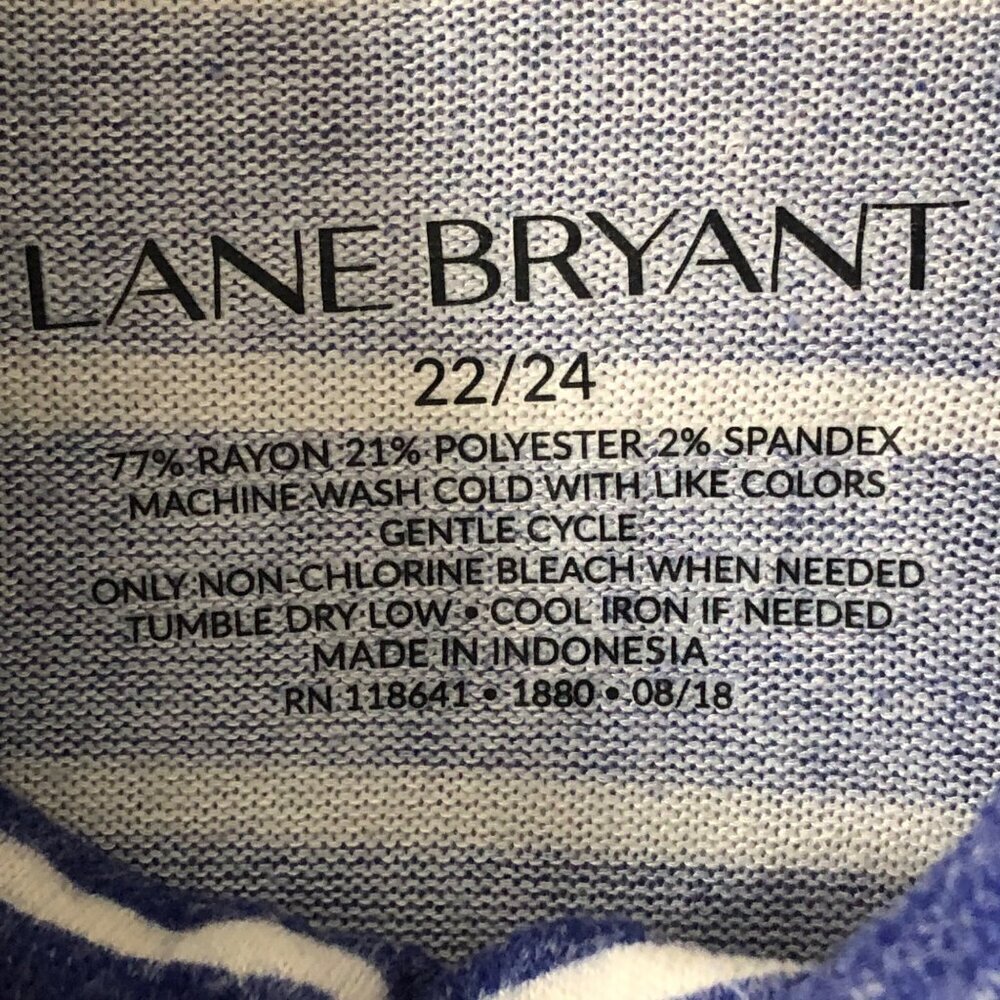 LANE BRYANT
22/24
77% RAYON 21% POLYESTER 2% SPANDEX
MACHINE WASH COLD WITH LIKE COLORS
GENTLE CYCLE
ONLY NON-CHLORINE BLEACH WHEN NEEDED
TUMBLE DRY LOW • COOL IRON IF NEEDED
MADE IN INDONESIA
RN 118641 • 1880 • 08/18